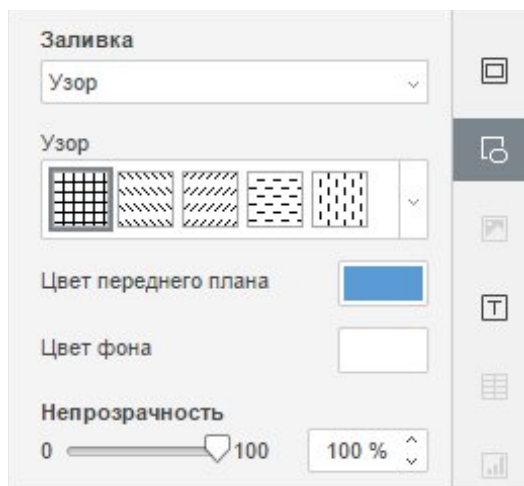 Заливка
Узор
Узор
Цвет переднего плана
Цвет фона
Непрозрачность
0 100 100 %